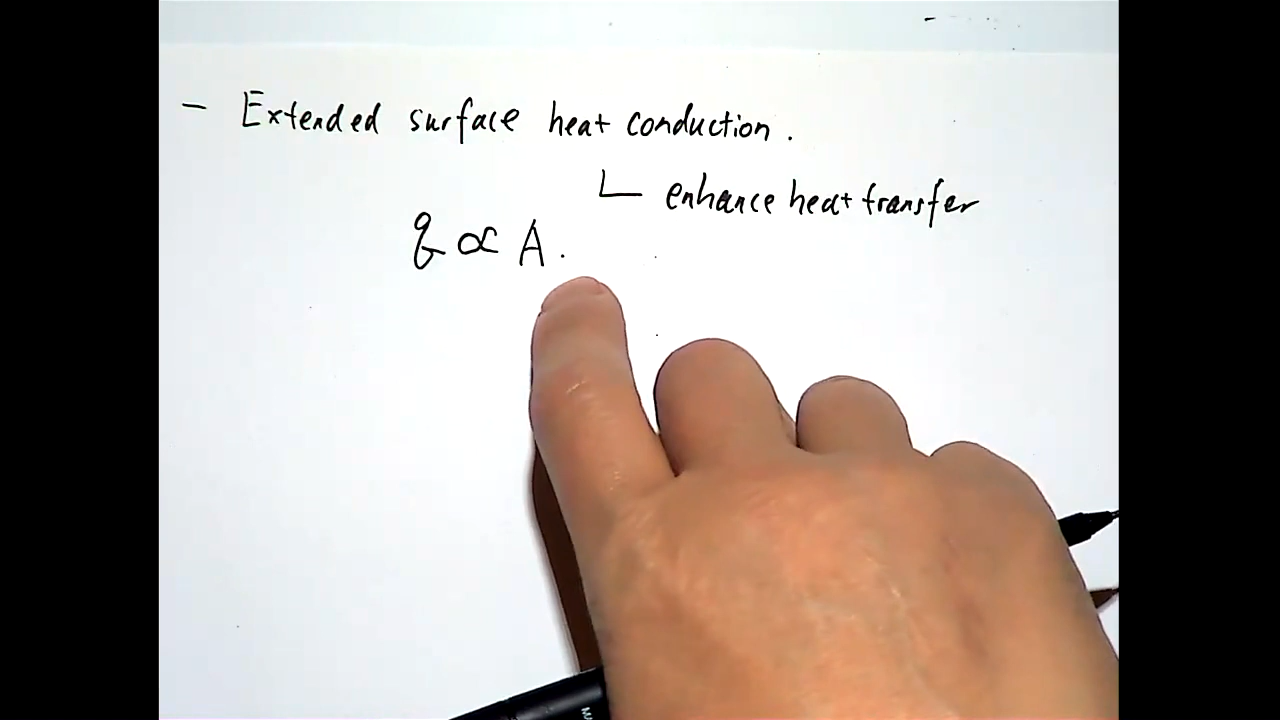 - Extended surface heat conduction.
enhance heat transfer
q ∝ A.